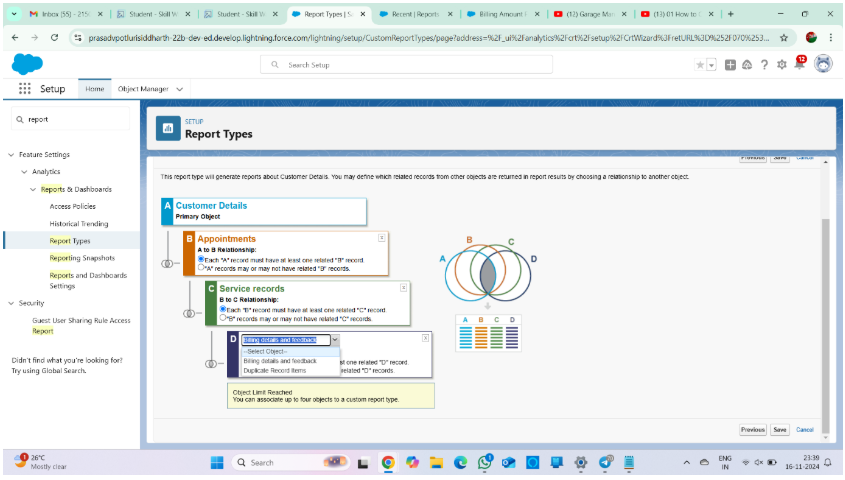 Inbox (55) - 215
Student - Skill W
Student - Skill W
Report Types | S
Recent | Reports
Billing Amount
(12) Garage Man
(13) 01 How to
prasadvpotlurisiddharth-22b-dev-ed.develop.lightning.force.com/lightning/setup/CustomReportTypes/page?address=%2F_ui%2Fanalytics%2Fcrt%2Fsetup%2FCrtWizard%3FretURL%3D%252F070%253...
Search Setup
12
Setup
Home
Object Manager
report
SETUP
Report Types
Feature Settings
Analytics
Reports & Dashboards
Access Policies
Historical Trending
Report Types
Reporting Snapshots
Reports and Dashboards
Settings
Security
Guest User Sharing Rule Access
Report
Didn't find what you're looking for?
Try using Global Search.
Previous Save Cancel
This report type will generate reports about Customer Details. You may define which related records from other objects are returned in report results by choosing a relationship to another object.
A Customer Details
Primary Object
B Appointments
A to B Relationship:
Each "A" record must have at least one related "B" record.
"A" records may or may not have related "B" records.
C Service records
B to C Relationship:
Each "B" record must have at least one related "C" record.
"B" records may or may not have related "C" records.
D Billing details and feedback
--Select Object--
Billing details and feedback
Duplicate Record Items
st one related "D" record.
related "D" records.
Object Limit Reached
You can associate up to four objects to a custom report type.
A B C D
A B C D
Previous Save Cancel
26°C
Mostly clear
Search
ENG
IN
23:39
16-11-2024